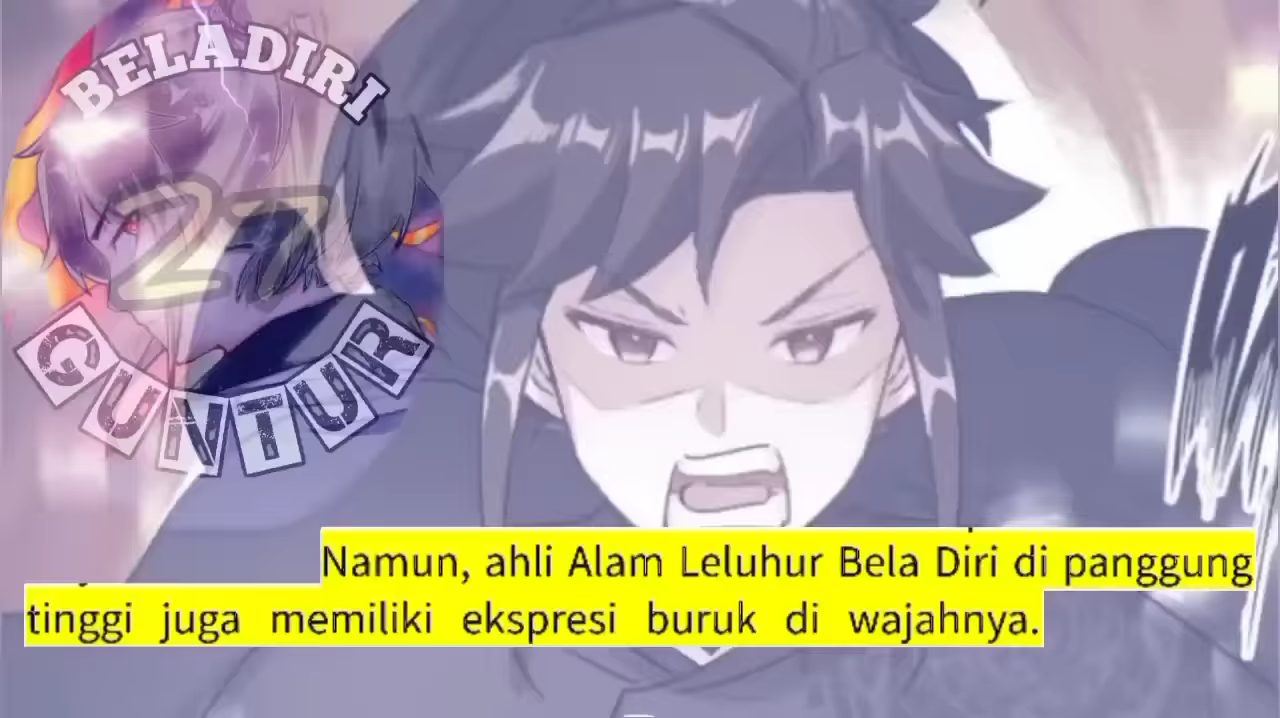 BELADIRI
27
GUNTUR
Namun, ahli Alam Leluhur Bela Diri di panggung
tinggi juga memiliki ekspresi buruk di wajahnya.